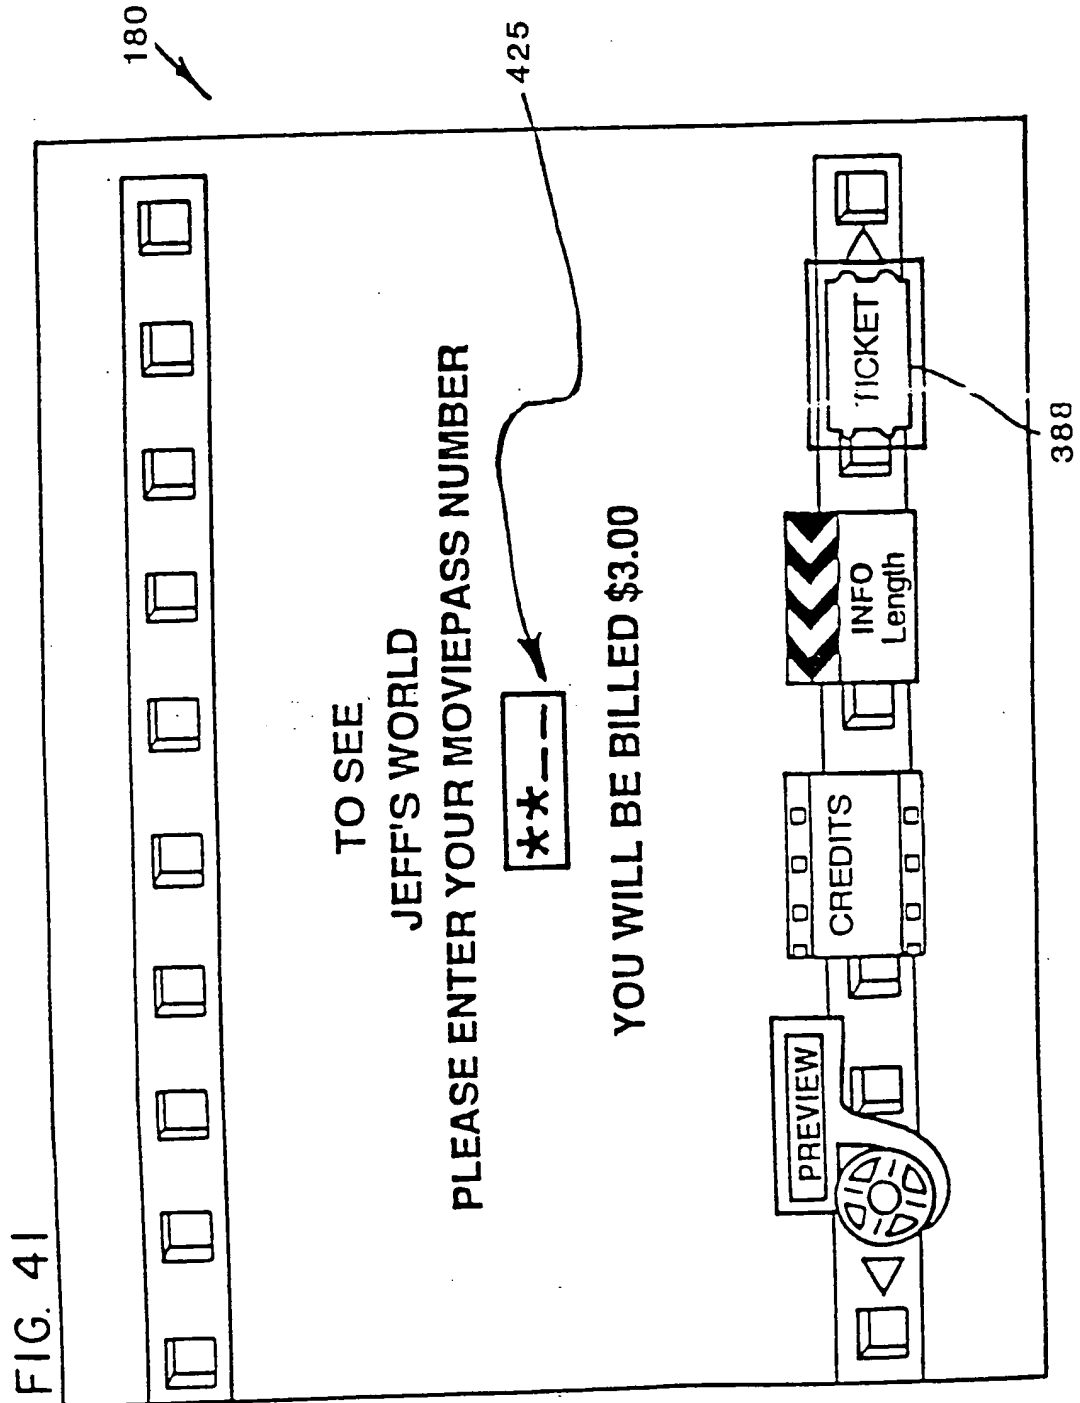 FIG. 41
180
TO SEE
JEFF'S WORLD
PLEASE ENTER YOUR MOVIEPASS NUMBER
**__
425
YOU WILL BE BILLED $3.00
PREVIEW
CREDITS
INFO
Length
TICKET
388